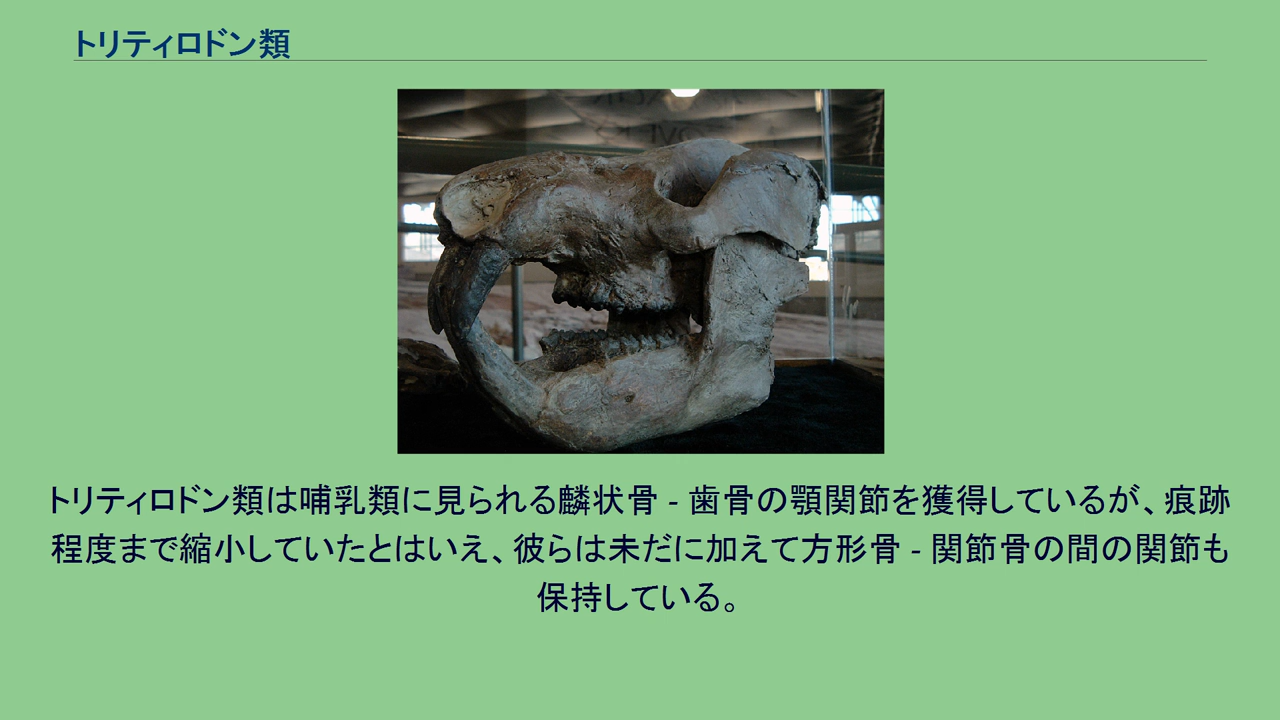 トリティロドン類
トリティロドン類は哺乳類に見られる麟状骨 - 歯骨の顎関節を獲得しているが、痕跡
程度まで縮小していたとはいえ、彼らは未だに加えて方形骨 - 関節骨の間の関節も
保持している。